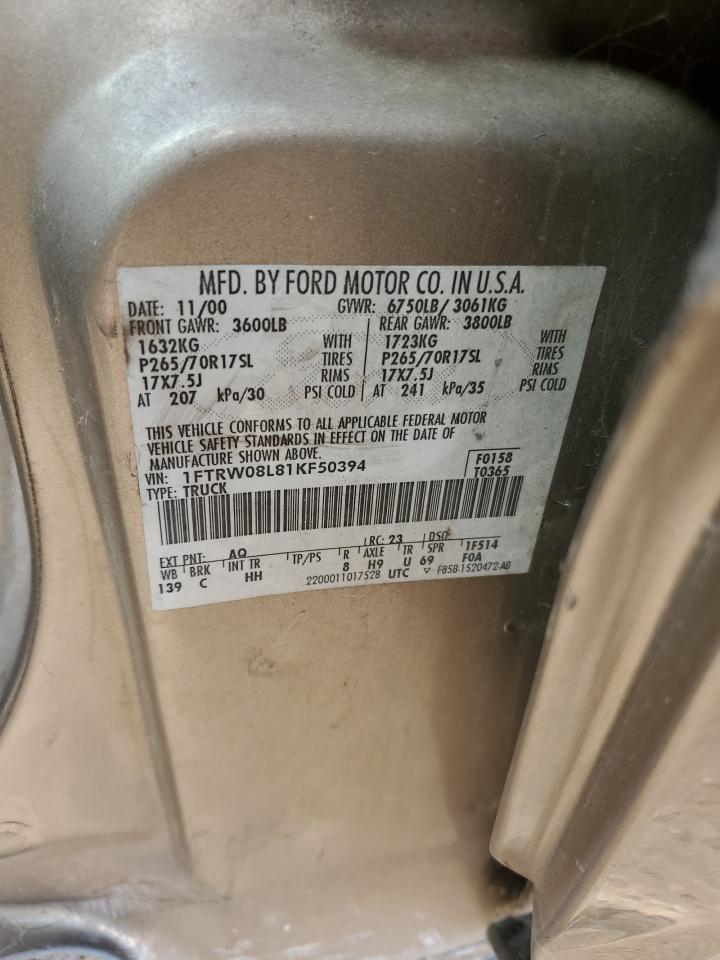 MFD. BY FORD MOTOR CO. IN U.S.A.
DATE: 11/00 GVWR: 6750LB/ 3061KG
FRONT GAWR: 3600LB REAR GAWR: 3800LB
1632KG WITH 1723KG WITH
P265/70R17SL TIRES P265/70R17SL TIRES
17X7.5J RIMS 17X7.5J RIMS
AT 207 kPa/30 PSI COLD AT 241 kPa/35 PSI COLD
THIS VEHICLE CONFORMS TO ALL APPLICABLE FEDERAL MOTOR
VEHICLE SAFETY STANDARDS IN EFFECT ON THE DATE OF
MANUFACTURE SHOWN ABOVE.
VIN: 1FTRW08L81KF50394 F0158
TYPE: TRUCK T0365
EXT PNT: AQ RC: 23 DSO:
WB BRK INT TR TP/PS R AXLE TR SPR 1F514
139 C HH 8 H9 U 69 F0A
2200011017528 UTC ▽ F85B-1520472-AB